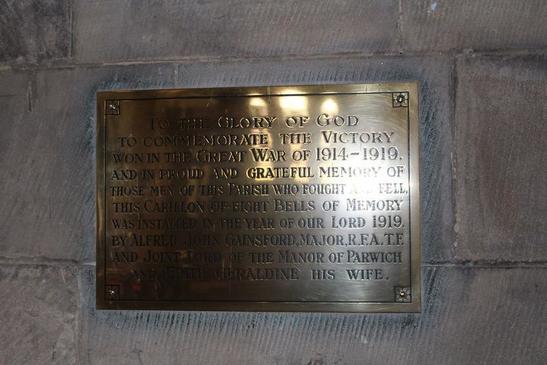 TO THE GLORY OF GOD
TO COMMEMORATE THE VICTORY
WON IN THE GREAT WAR OF 1914-1919,
AND IN PROUD AND GRATEFUL MEMORY OF
THOSE MEN OF THIS PARISH WHO FOUGHT AND FELL,
THIS CARILLON OF EIGHT BELLS OF MEMORY
WAS INSTALLED IN THE YEAR OF OUR LORD 1919,
BY ALFRED JOHN GAINSFORD, MAJOR, R.F.A.T.F.
AND JOINT LORD OF THE MANOR OF PARWICH
AND EDITH GERALDINE HIS WIFE.